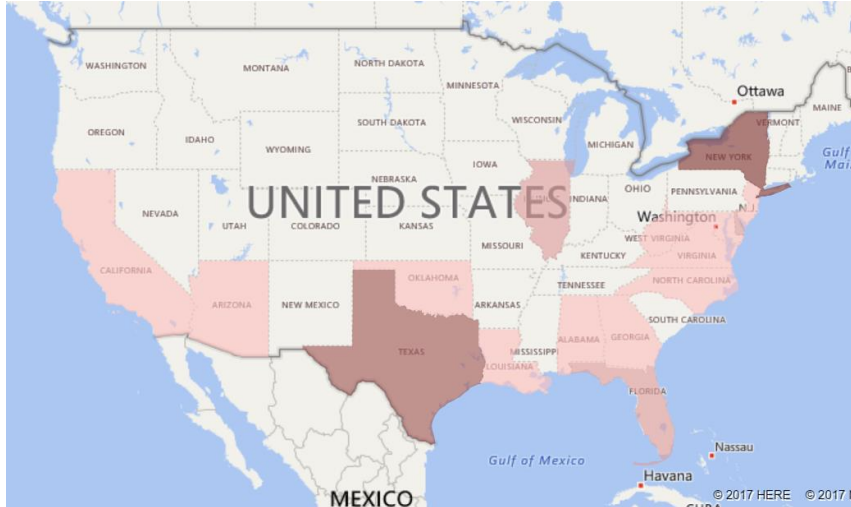 WASHINGTON
MONTANA
NORTH DAKOTA
MINNESOTA
Ottawa
MAINE
VERMONT
OREGON
IDAHO
SOUTH DAKOTA
WISCONSIN
MICHIGAN
NEW YORK
Gulf
WYOMING
IOWA
NEBRASKA
UNITED STATES
OHIO
PENNSYLVANIA
INDIANA
N.J.
NEVADA
UTAH
COLORADO
KANSAS
MISSOURI
Washington
WEST VIRGINIA
VIRGINIA
KENTUCKY
CALIFORNIA
OKLAHOMA
NORTH CAROLINA
TENNESSEE
ARIZONA
NEW MEXICO
ARKANSAS
SOUTH CAROLINA
TEXAS
MISSISSIPPI
ALABAMA
GEORGIA
LOUISIANA
FLORIDA
Gulf of Mexico
Nassau
Havana
MEXICO
© 2017 HERE © 2017